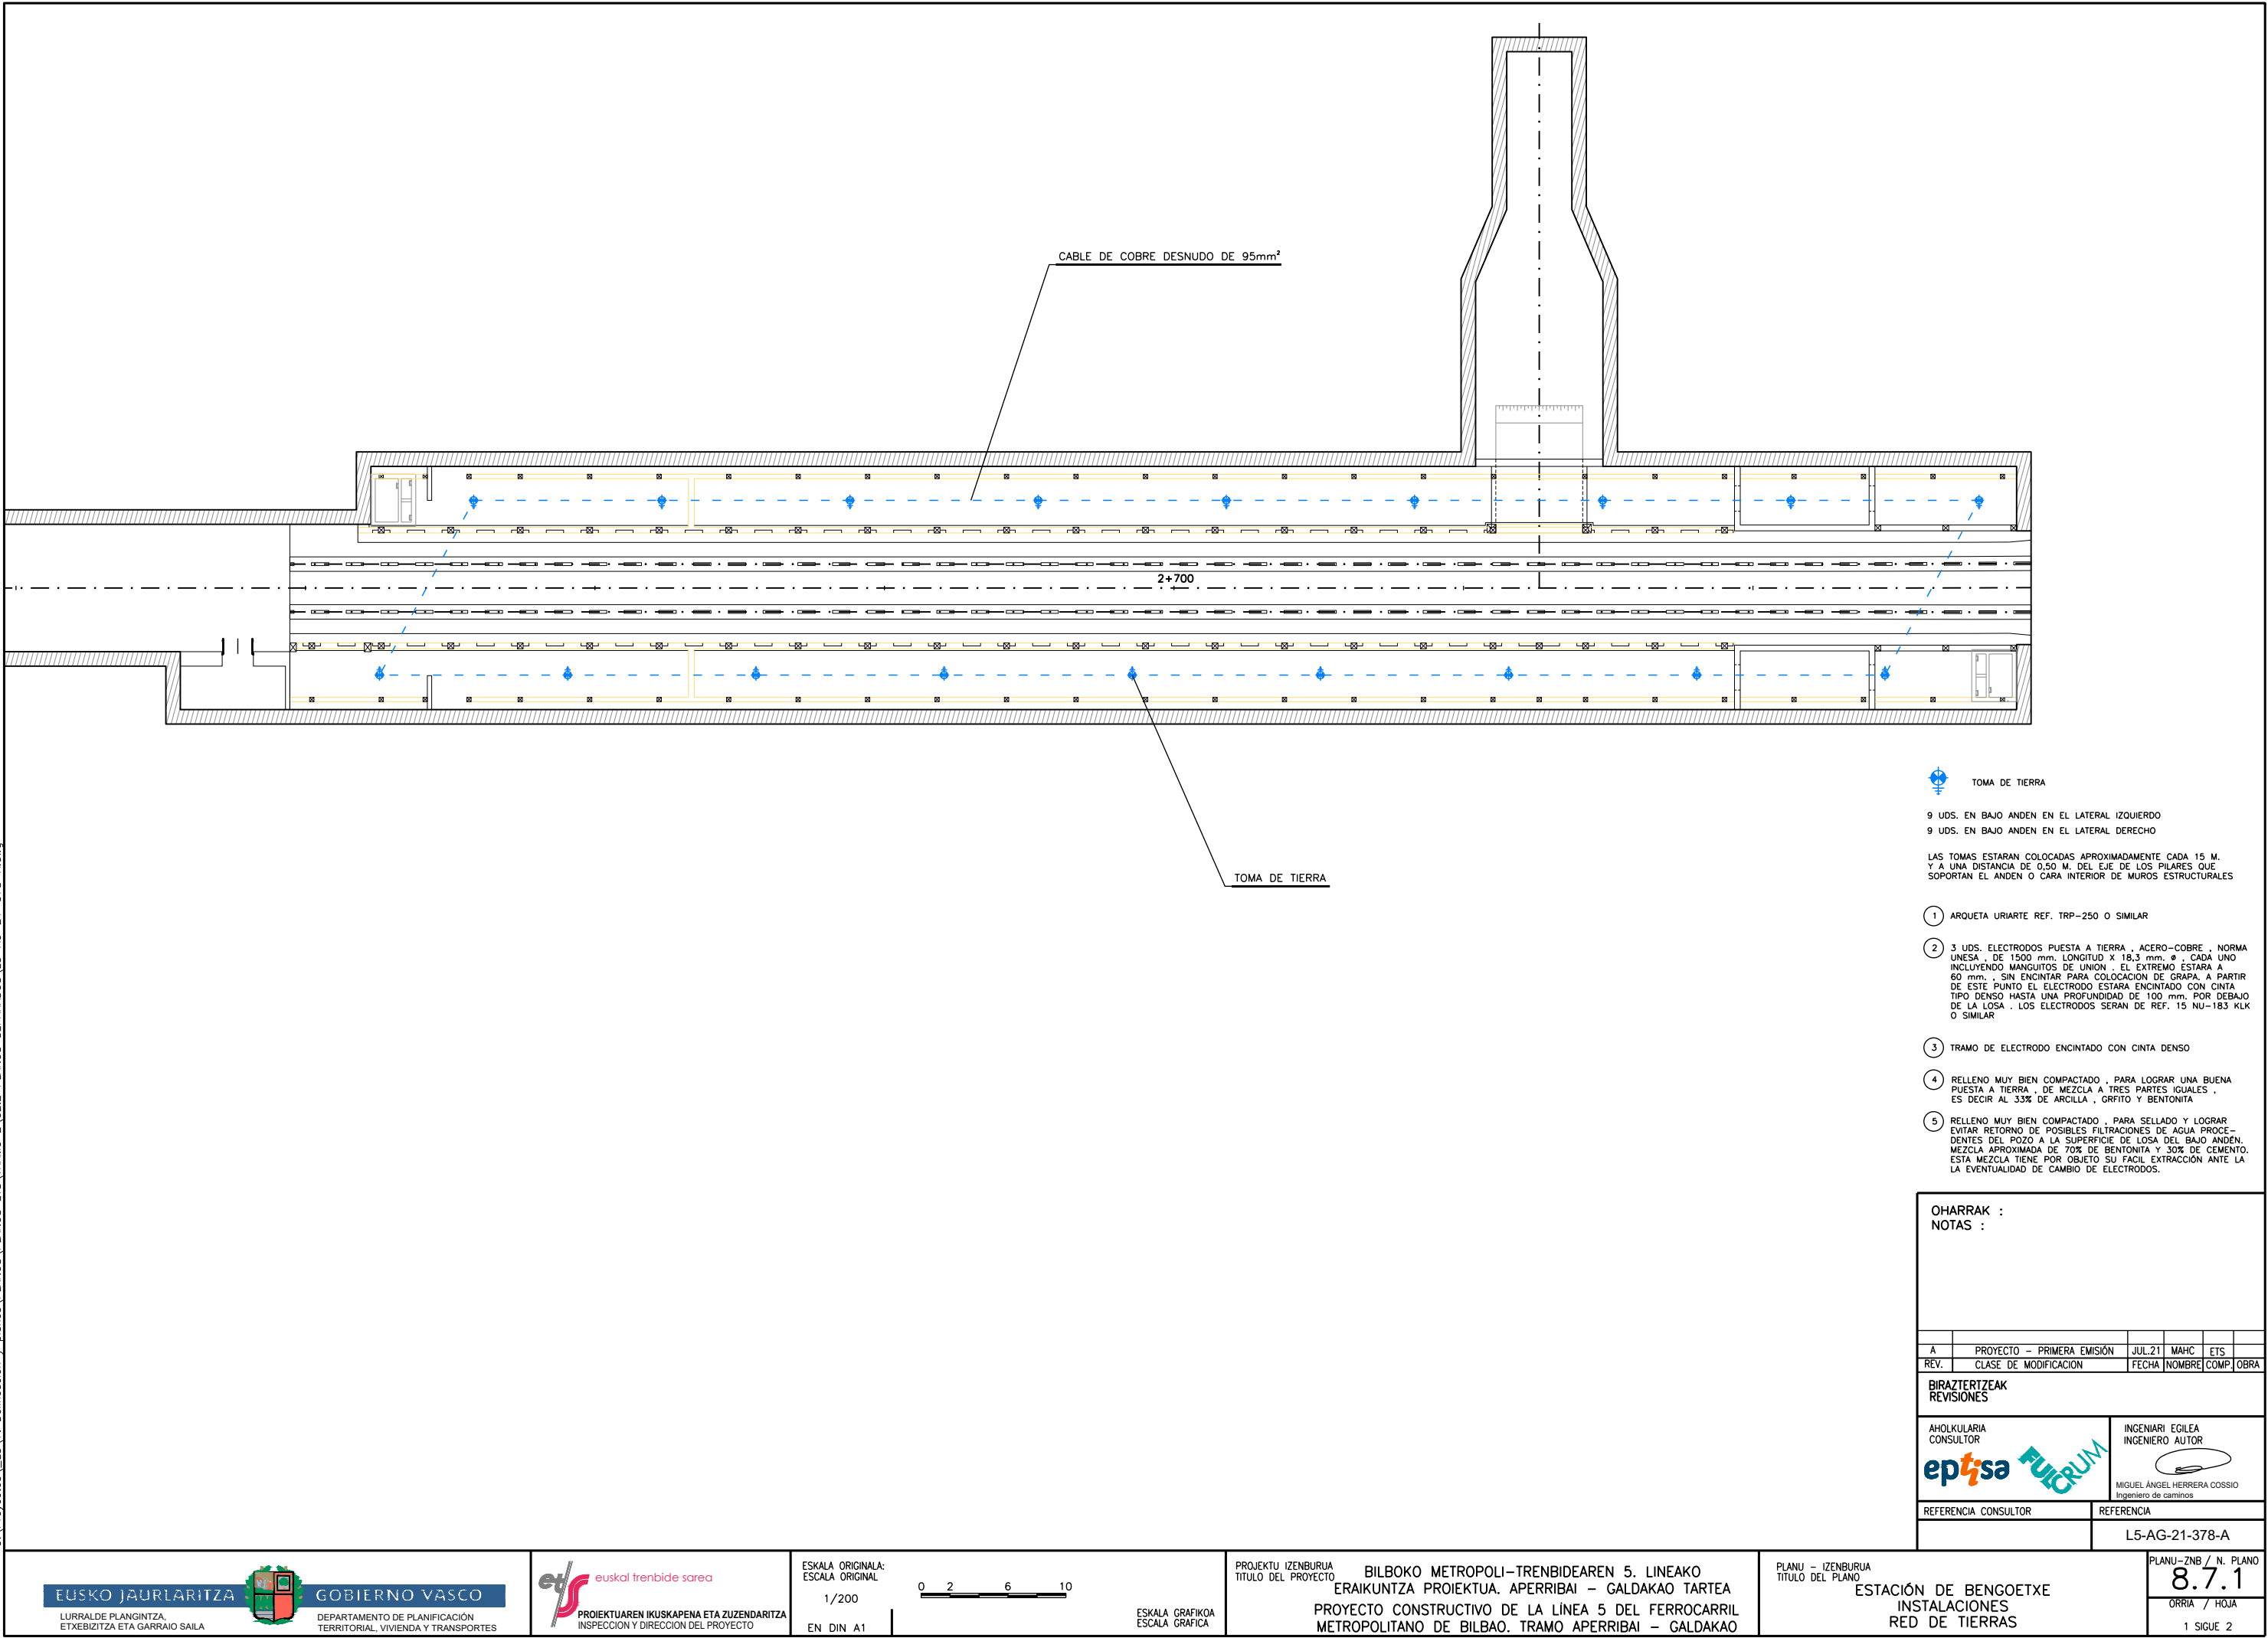 CABLE DE COBRE DESNUDO DE 95mm²
2+700
TOMA DE TIERRA
TOMA DE TIERRA
9 UDS. EN BAJO ANDEN EN EL LATERAL IZQUIERDO
9 UDS. EN BAJO ANDEN EN EL LATERAL DERECHO
LAS TOMAS ESTARAN COLOCADAS APROXIMADAMENTE CADA 15 M.
Y A UNA DISTANCIA DE 0,50 M. DEL EJE DE LOS PILARES QUE
SOPORTAN EL ANDEN O CARA INTERIOR DE MUROS ESTRUCTURALES
1 ARQUETA URIARTE REF. TRP-250 O SIMILAR
2 3 UDS. ELECTRODOS PUESTA A TIERRA , ACERO-COBRE , NORMA
UNESA , DE 1500 mm. LONGITUD X 18,3 mm. ø , CADA UNO
INCLUYENDO MANGUITOS DE UNION . EL EXTREMO ESTARA A
60 mm. , SIN ENCINTAR PARA COLOCACION DE GRAPA. A PARTIR
DE ESTE PUNTO EL ELECTRODO ESTARA ENCINTADO CON CINTA
TIPO DENSO HASTA UNA PROFUNDIDAD DE 100 mm. POR DEBAJO
DE LA LOSA . LOS ELECTRODOS SERAN DE REF. 15 NU-183 KLK
O SIMILAR
3 TRAMO DE ELECTRODO ENCINTADO CON CINTA DENSO
4 RELLENO MUY BIEN COMPACTADO , PARA LOGRAR UNA BUENA
PUESTA A TIERRA , DE MEZCLA A TRES PARTES IGUALES ,
ES DECIR AL 33% DE ARCILLA , GRFITO Y BENTONITA
5 RELLENO MUY BIEN COMPACTADO , PARA SELLADO Y LOGRAR
EVITAR RETORNO DE POSIBLES FILTRACIONES DE AGUA PROCE-
DENTES DEL POZO A LA SUPERFICIE DE LOSA DEL BAJO ANDÉN.
MEZCLA APROXIMADA DE 70% DE BENTONITA Y 30% DE CEMENTO.
ESTA MEZCLA TIENE POR OBJETO SU FACIL EXTRACCIÓN ANTE LA
LA EVENTUALIDAD DE CAMBIO DE ELECTRODOS.
OHARRAK :
NOTAS :
A PROYECTO - PRIMERA EMISIÓN JUL.21 MAHC ETS
REV. CLASE DE MODIFICACION FECHA NOMBRE COMP. OBRA
BIRAZTERTZEAK
REVISIONES
AHOLKULARIA
CONSULTOR
eptisa
FULCRUM
INGENIARI EGILEA
INGENIERO AUTOR
MIGUEL ÁNGEL HERRERA COSSIO
Ingeniero de caminos
REFERENCIA CONSULTOR
REFERENCIA
L5-AG-21-378-A
EUSKO JAURLARITZA
GOBIERNO VASCO
LURRALDE PLANGINTZA,
ETXEBIZITZA ETA GARRAIO SAILA
DEPARTAMENTO DE PLANIFICACIÓN
TERRITORIAL, VIVIENDA Y TRANSPORTES
ets
euskal trenbide sarea
PROIEKTUAREN IKUSKAPENA ETA ZUZENDARITZA
INSPECCION Y DIRECCION DEL PROYECTO
ESKALA ORIGINALA:
ESCALA ORIGINAL
1/200
EN DIN A1
0 2 6 10
ESKALA GRAFIKOA
ESCALA GRAFICA
PROJEKTU IZENBURUA
TITULO DEL PROYECTO
BILBOKO METROPOLI-TRENBIDEAREN 5. LINEAKO
ERAIKUNTZA PROIEKTUA. APERRIBAI - GALDAKAO TARTEA
PROYECTO CONSTRUCTIVO DE LA LÍNEA 5 DEL FERROCARRIL
METROPOLITANO DE BILBAO. TRAMO APERRIBAI - GALDAKAO
PLANU - IZENBURUA
TITULO DEL PLANO
ESTACIÓN DE BENGOETXE
INSTALACIONES
RED DE TIERRAS
PLANU-ZNB / N. PLANO
8.7.1
ORRIA / HOJA
1 SIGUE 2